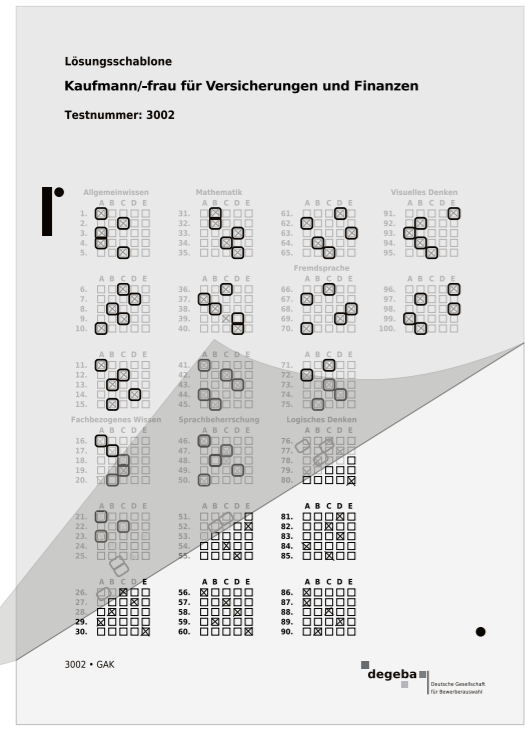 Lösungsschablone
Kaufmann/-frau für Versicherungen und Finanzen
Testnummer: 3002
Allgemeinwissen Mathematik Visuelles Denken
A B C D E A B C D E A B C D E A B C D E
1. 31. 61. 91.
2. 32. 62. 92.
3. 33. 63. 93.
4. 34. 64. 94.
5. 35. 65. 95.
Fremdsprache
A B C D E A B C D E A B C D E A B C D E
6. 36. 66. 96.
7. 37. 67. 97.
8. 38. 68. 98.
9. 39. 69. 99.
10. 40. 70. 100.
A B C D E A B C D E A B C D E
11. 41. 71.
12. 42. 72.
13. 43. 73.
14. 44. 74.
15. 45. 75.
Fachbezogenes Wissen Sprachbeherrschung Logisches Denken
A B C D E A B C D E A B C D E
16. 46. 76.
17. 47. 77.
18. 48. 78.
19. 49. 79.
20. 50. 80.
A B C D E A B C D E A B C D E
21. 51. 81.
22. 52. 82.
23. 53. 83.
24. 54. 84.
25. 55. 85.
A B C D E A B C D E A B C D E
26. 56. 86.
27. 57. 87.
28. 58. 88.
29. 59. 89.
30. 60. 90.
3002 • GAK
degeba
Deutsche Gesellschaft
für Bewerberauswahl